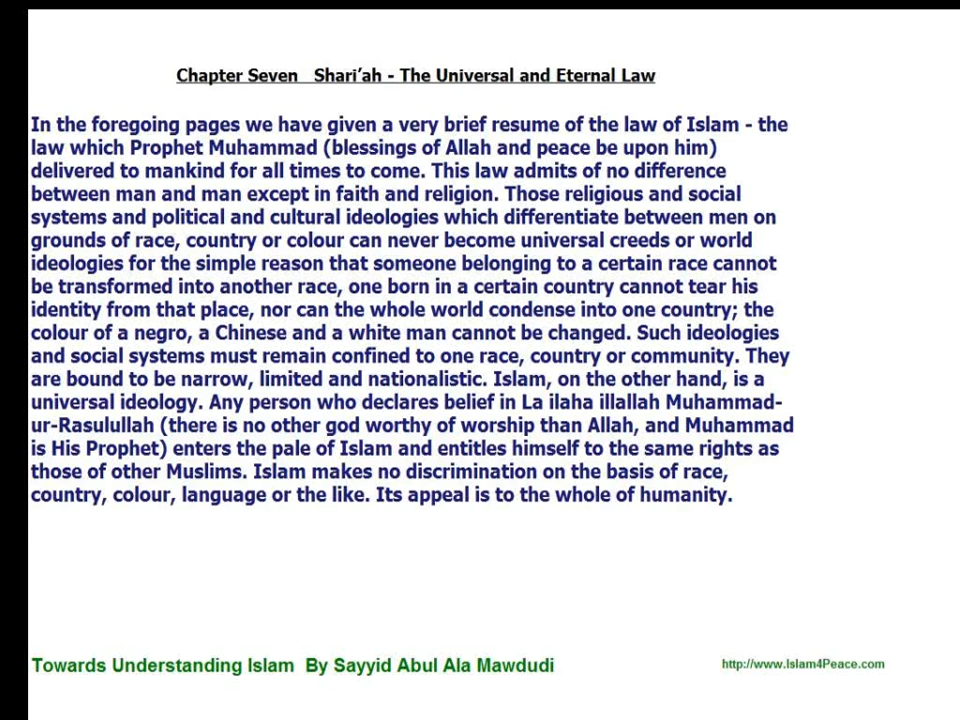 Chapter Seven   Shari’ah - The Universal and Eternal Law
In the foregoing pages we have given a very brief resume of the law of Islam - the
law which Prophet Muhammad (blessings of Allah and peace be upon him)
delivered to mankind for all times to come. This law admits of no difference
between man and man except in faith and religion. Those religious and social
systems and political and cultural ideologies which differentiate between men on
grounds of race, country or colour can never become universal creeds or world
ideologies for the simple reason that someone belonging to a certain race cannot
be transformed into another race, one born in a certain country cannot tear his
identity from that place, nor can the whole world condense into one country; the
colour of a negro, a Chinese and a white man cannot be changed. Such ideologies
and social systems must remain confined to one race, country or community. They
are bound to be narrow, limited and nationalistic. Islam, on the other hand, is a
universal ideology. Any person who declares belief in La ilaha illallah Muhammad-
ur-Rasulullah (there is no other god worthy of worship than Allah, and Muhammad
is His Prophet) enters the pale of Islam and entitles himself to the same rights as
those of other Muslims. Islam makes no discrimination on the basis of race,
country, colour, language or the like. Its appeal is to the whole of humanity.
Towards Understanding Islam  By Sayyid Abul Ala Mawdudi
http://www.Islam4Peace.com